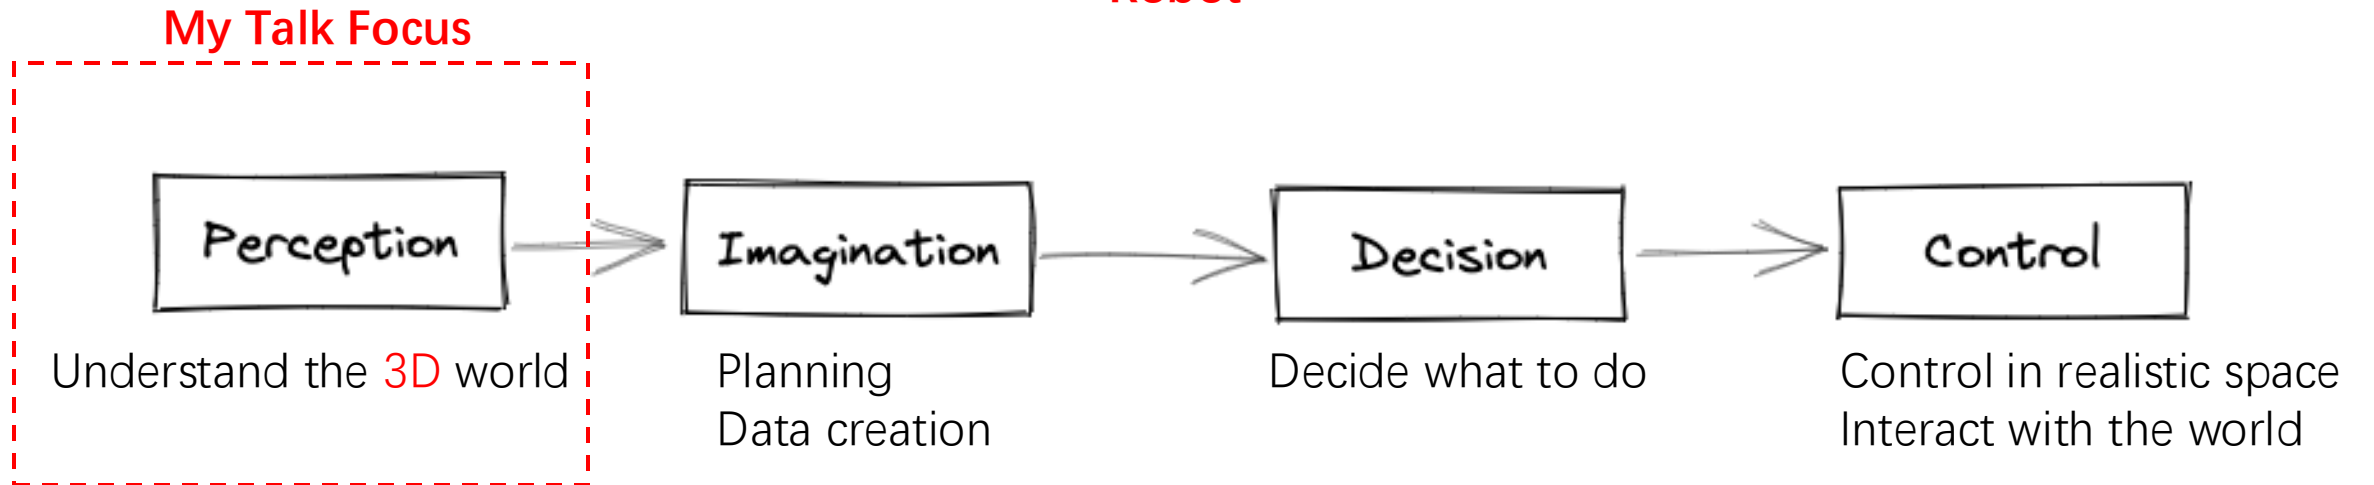 My Talk Focus
Perception
Imagination
Decision
Control
Understand the 3D world
Planning
Data creation
Decide what to do
Control in realistic space
Interact with the world